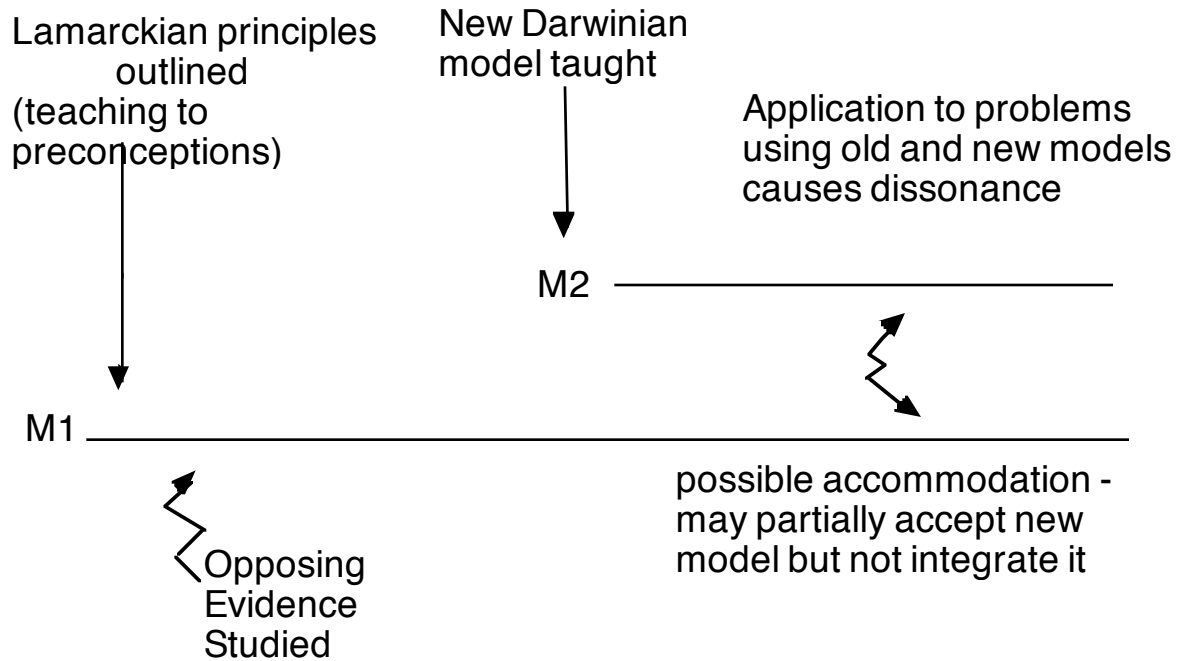 Lamarckian principles
outlined
(teaching to
preconceptions)
New Darwinian
model taught
Application to problems
using old and new models
causes dissonance
M2
M1
possible accommodation -
may partially accept new
model but not integrate it
Opposing
Evidence
Studied